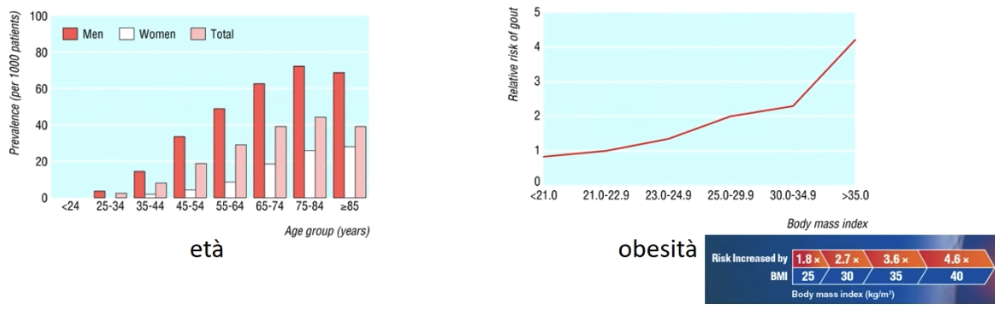 Prevalence (per 1000 patients)
100
80
60
40
20
0
Men Women Total
<24 25-34 35-44 45-54 55-64 65-74 75-84 ≥85
Age group (years)
età
Relative risk of gout
5
4
3
2
1
0
<21.0 21.0-22.9 23.0-24.9 25.0-29.9 30.0-34.9 >35.0
Body mass index
obesità
Risk Increased by 1.8 × 2.7 × 3.6 × 4.6 ×
BMI 25 30 35 40
Body mass index (kg/m²)